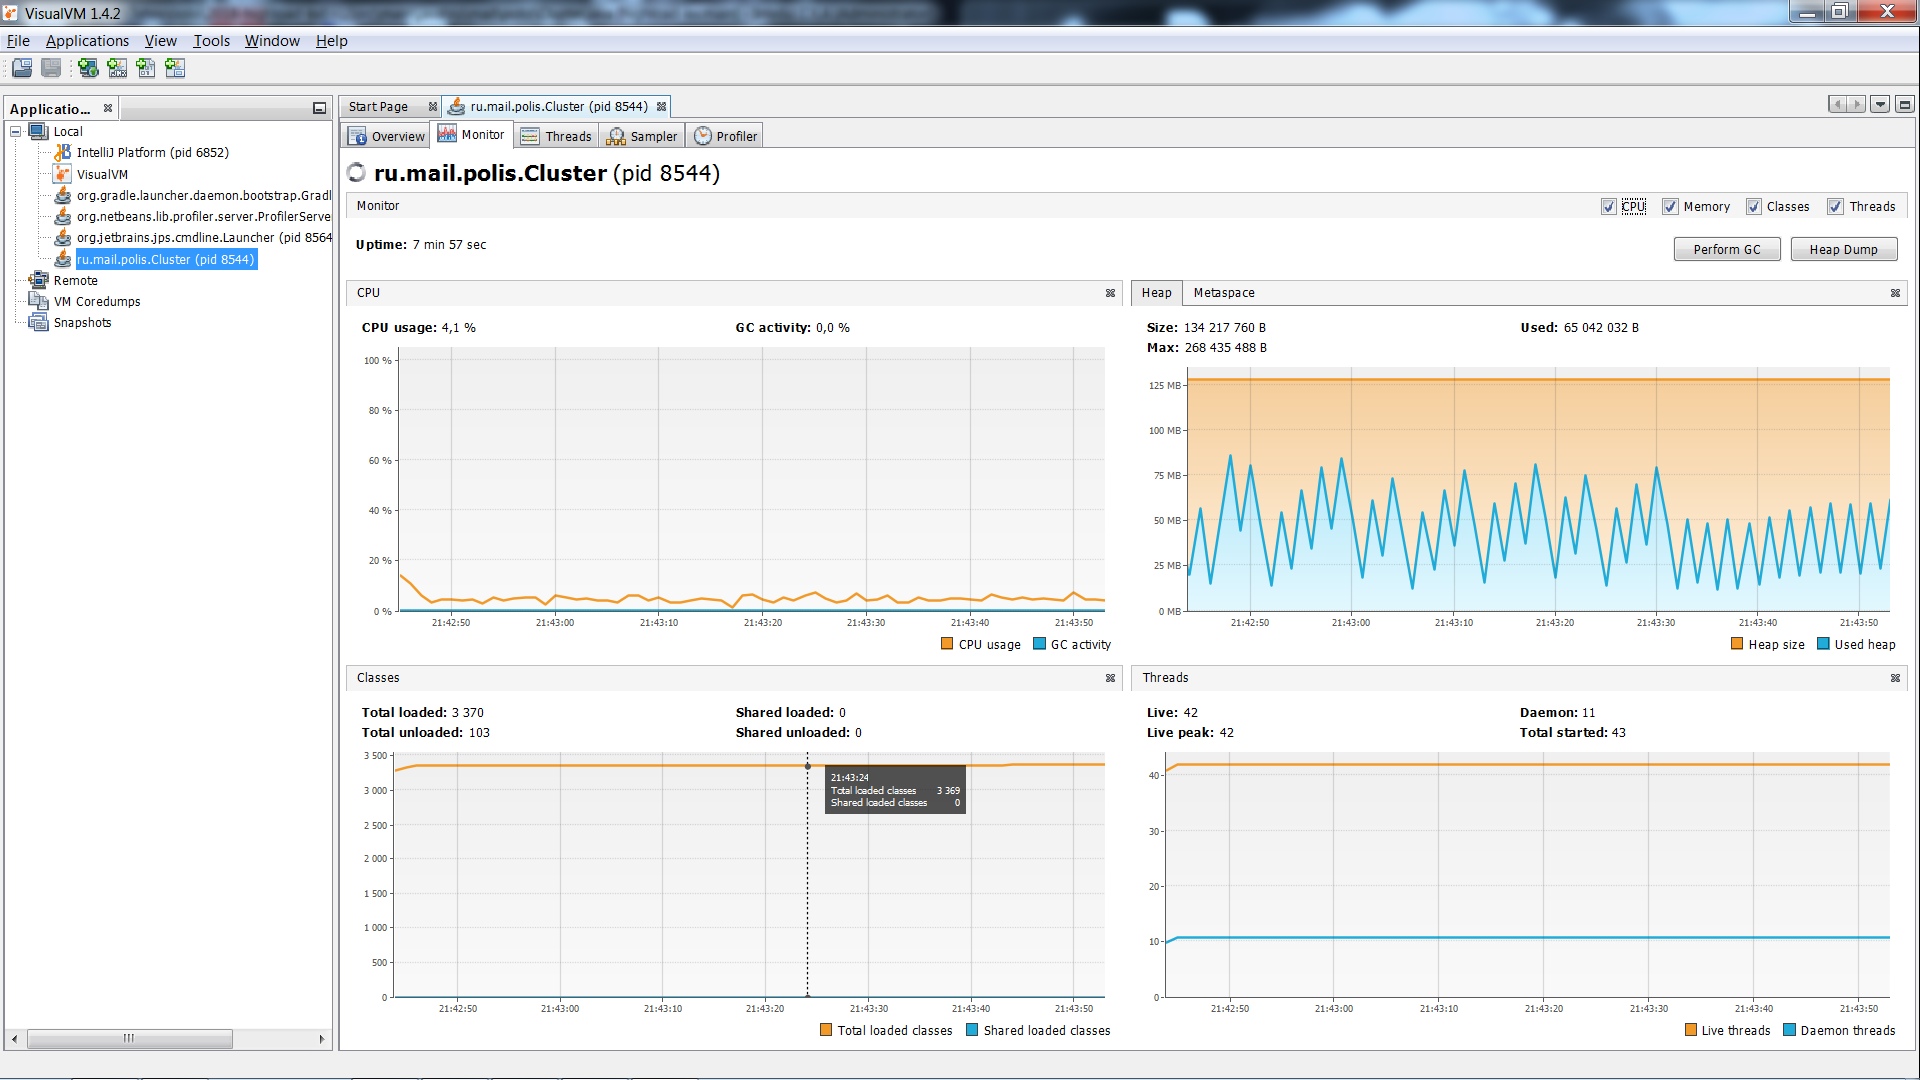 VisualVM 1.4.2
File Applications View Tools Window Help
Applicatio...
Start Page
ru.mail.polis.Cluster (pid 8544)
Local
IntelliJ Platform (pid 6852)
VisualVM
org.gradle.launcher.daemon.bootstrap.Gradl
org.netbeans.lib.profiler.server.ProfilerServe
org.jetbrains.jps.cmdline.Launcher (pid 8564
ru.mail.polis.Cluster (pid 8544)
Remote
VM Coredumps
Snapshots
Overview Monitor Threads Sampler Profiler
ru.mail.polis.Cluster (pid 8544)
Monitor
CPU Memory Classes Threads
Uptime: 7 min 57 sec
Perform GC Heap Dump
CPU
CPU usage: 4,1 % GC activity: 0,0 %
100 %
80 %
60 %
40 %
20 %
0 %
21:42:50 21:43:00 21:43:10 21:43:20 21:43:30 21:43:40 21:43:50
CPU usage GC activity
Heap Metaspace
Size: 134 217 760 B Used: 65 042 032 B
Max: 268 435 488 B
125 MB
100 MB
75 MB
50 MB
25 MB
0 MB
21:42:50 21:43:00 21:43:10 21:43:20 21:43:30 21:43:40 21:43:50
Heap size Used heap
Classes
Total loaded: 3 370 Shared loaded: 0
Total unloaded: 103 Shared unloaded: 0
3 500
3 000
2 500
2 000
1 500
1 000
500
0
21:43:24
Total loaded classes 3 369
Shared loaded classes 0
21:42:50 21:43:00 21:43:10 21:43:20 21:43:30 21:43:40 21:43:50
Total loaded classes Shared loaded classes
Threads
Live: 42 Daemon: 11
Live peak: 42 Total started: 43
40
30
20
10
0
21:42:50 21:43:00 21:43:10 21:43:20 21:43:30 21:43:40 21:43:50
Live threads Daemon threads